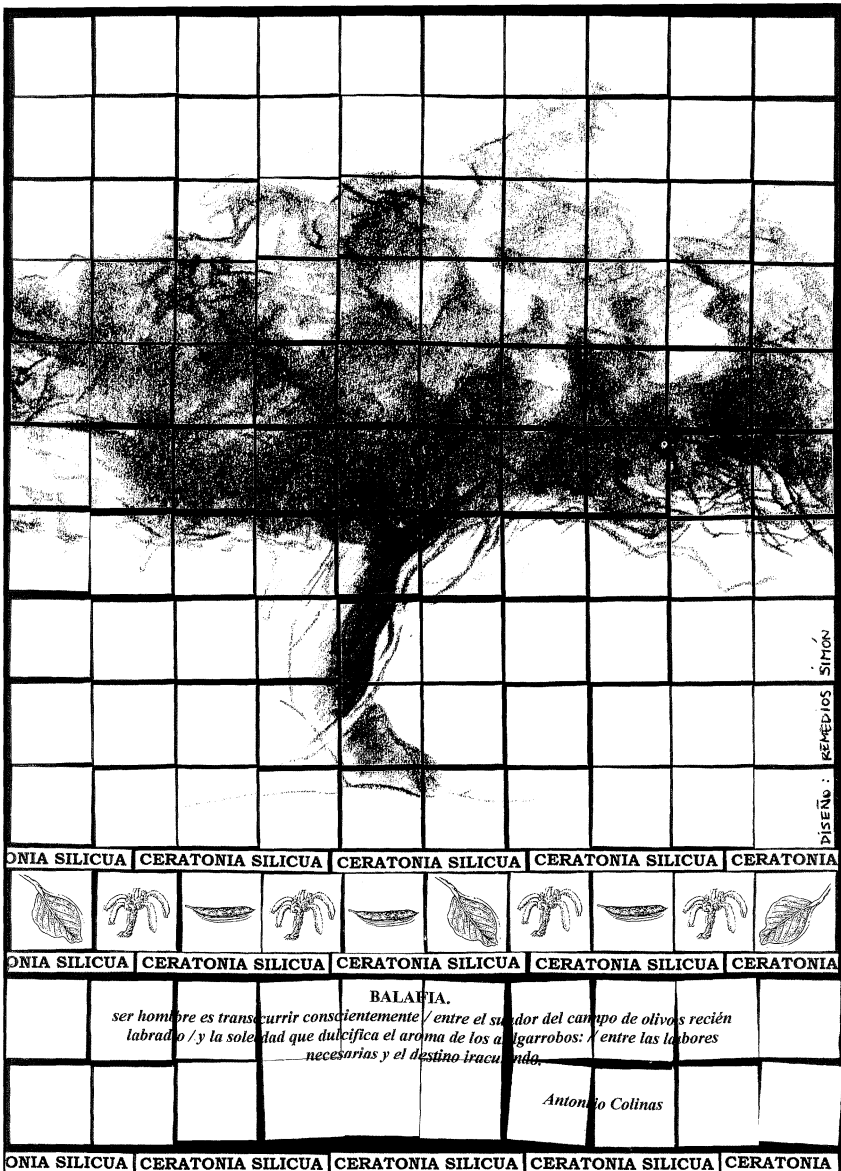 DISEÑO : REMEDIOS SIMÓN
ONIA SILICUA CERATONIA SILICUA CERATONIA SILICUA CERATONIA SILICUA CERATONIA
ONIA SILICUA CERATONIA SILICUA CERATONIA SILICUA CERATONIA SILICUA CERATONIA
BALAFIA.
ser hombre es transcurrir conscientemente / entre el sudor del campo de olivos recién
labrado / y la soledad que dulcifica el aroma de los algarrobos: / entre las labores
necesarias y el destino iracundo.
Antonio Colinas
ONIA SILICUA CERATONIA SILICUA CERATONIA SILICUA CERATONIA SILICUA CERATONIA